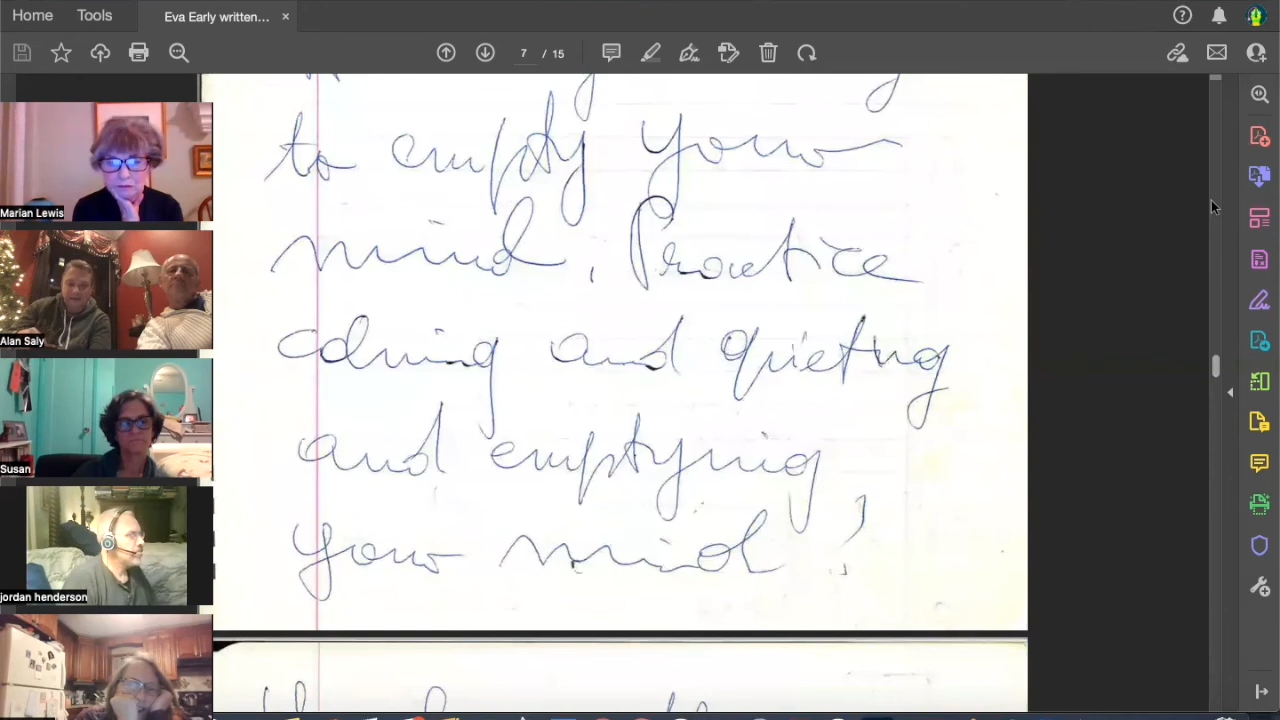 Home
Tools
Eva Early written...
×
7 / 15
Marian Lewis
Alan Saly
Susan
jordan henderson
to empty your
mind. Practice
calming and quieting
and emptying
your mind!